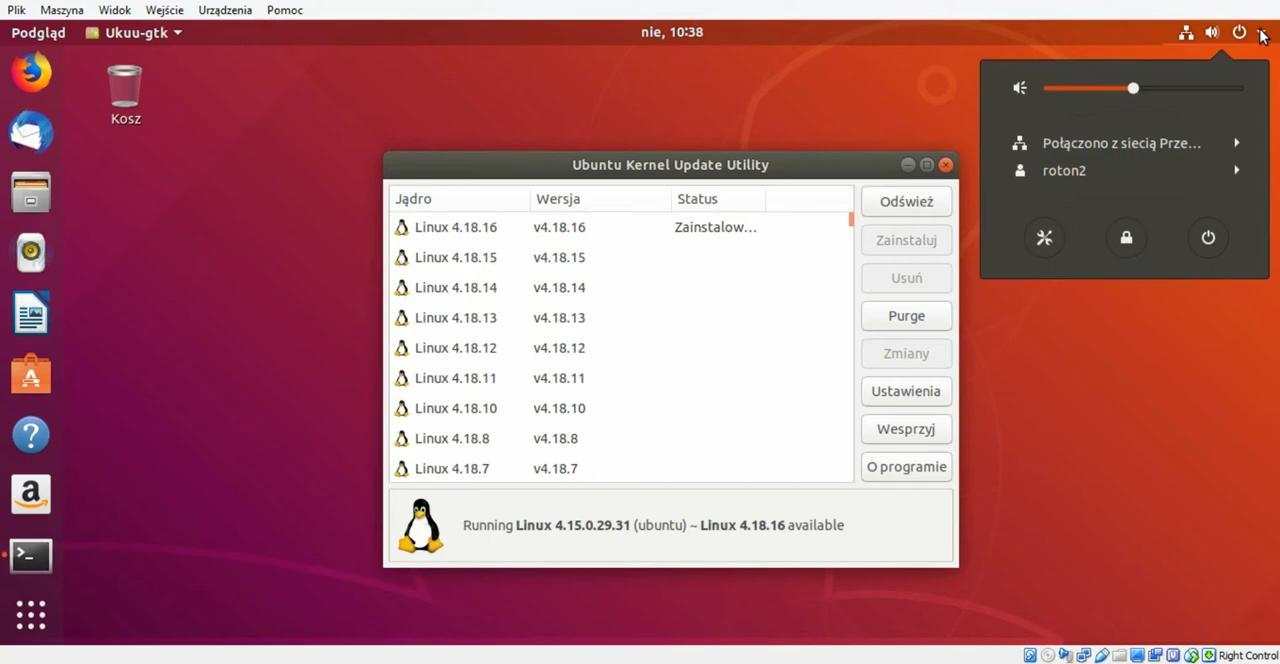 Plik Maszyna Widok Wejście Urządzenia Pomoc
Podgląd Ukuu-gtk nie, 10:38
Kosz
Połączono z siecią Prze...
roton2
Ubuntu Kernel Update Utility
Jądro Wersja Status
Linux 4.18.16 v4.18.16 Zainstalow...
Linux 4.18.15 v4.18.15
Linux 4.18.14 v4.18.14
Linux 4.18.13 v4.18.13
Linux 4.18.12 v4.18.12
Linux 4.18.11 v4.18.11
Linux 4.18.10 v4.18.10
Linux 4.18.8 v4.18.8
Linux 4.18.7 v4.18.7
Odśwież
Zainstaluj
Usuń
Purge
Zmiany
Ustawienia
Wesprzyj
O programie
Running Linux 4.15.0.29.31 (ubuntu) ~ Linux 4.18.16 available
Right Control